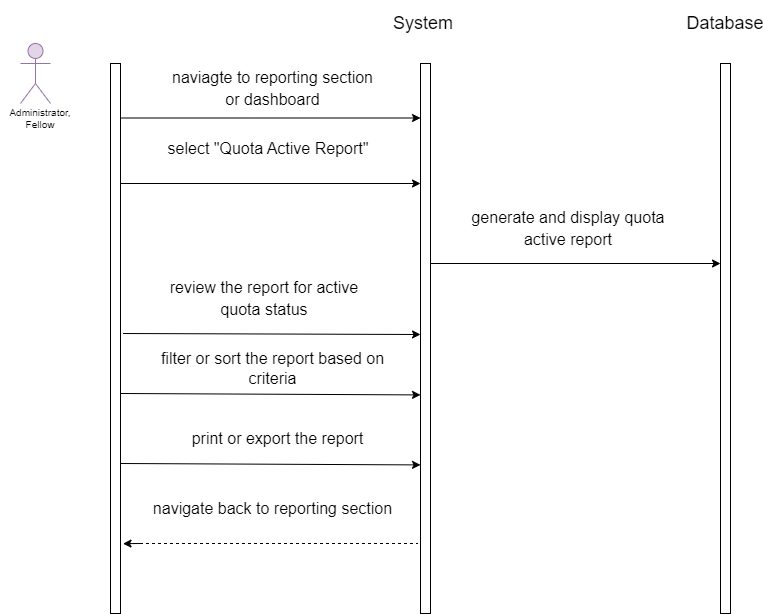 System
Database
Administrator,
Fellow
naviagte to reporting section
or dashboard
select "Quota Active Report"
generate and display quota
active report
review the report for active
quota status
filter or sort the report based on
criteria
print or export the report
navigate back to reporting section